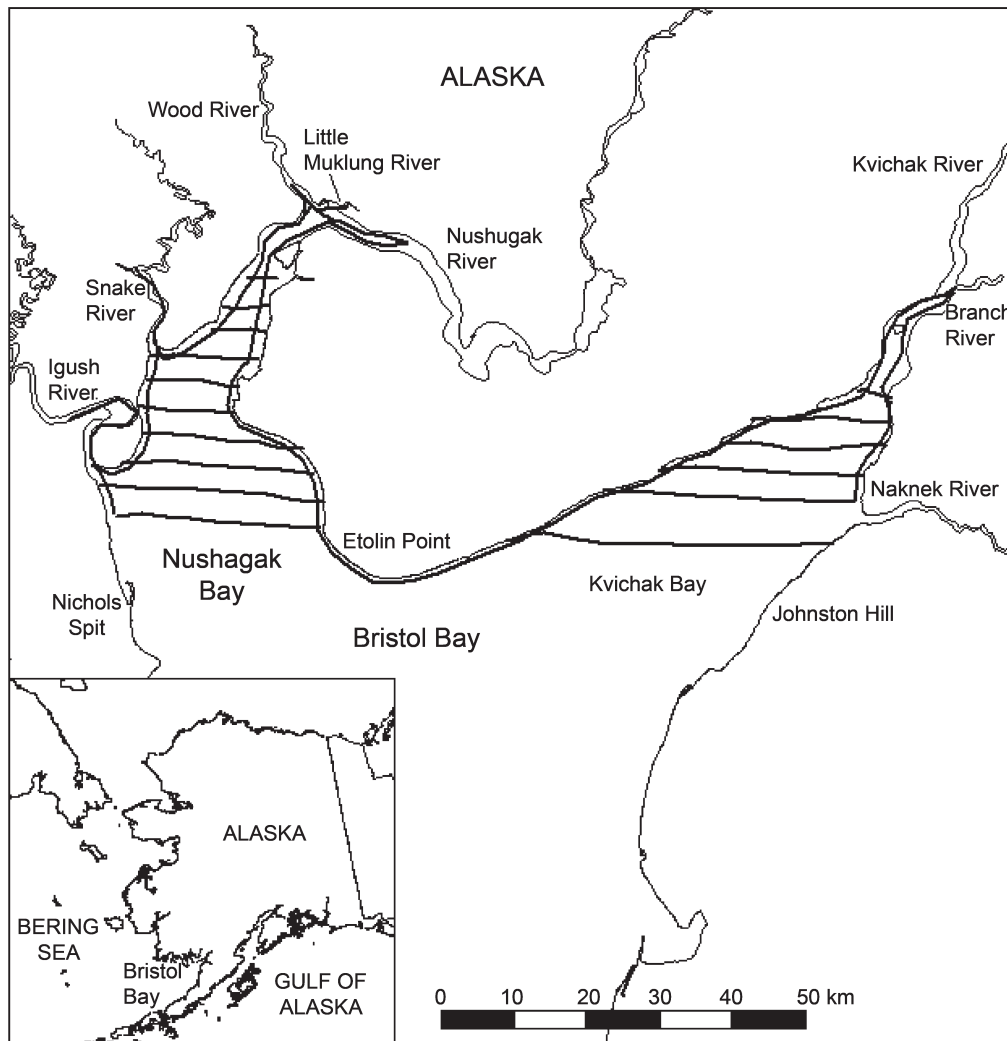 ALASKA
Wood River
Little
Muklung River
Kvichak River
Nushugak
River
Snake
River
Branch
River
Igush
River
Naknek River
Etolin Point
Nushagak
Bay
Kvichak Bay
Nichols
Spit
Johnston Hill
Bristol Bay
ALASKA
BERING
SEA
Bristol
Bay
GULF OF
ALASKA
0 10 20 30 40 50 km